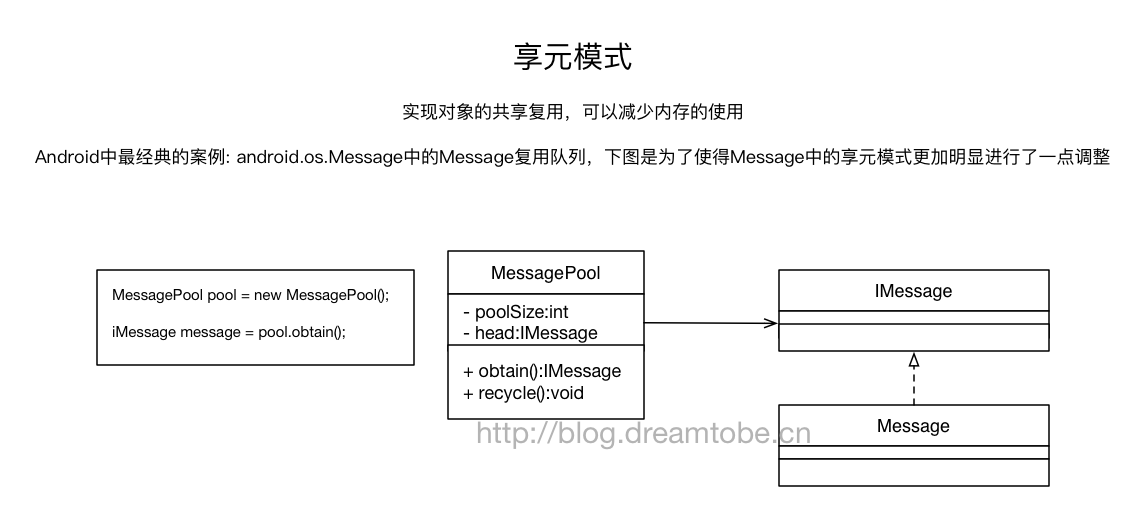 享元模式
实现对象的共享复用，可以减少内存的使用
Android中最经典的案例: android.os.Message中的Message复用队列，下图是为了使得Message中的享元模式更加明显进行了一点调整
MessagePool pool = new MessagePool();
iMessage message = pool.obtain();
MessagePool
- poolSize:int
- head:IMessage
+ obtain():IMessage
+ recycle():void
IMessage
Message
http://blog.dreamtobe.cn